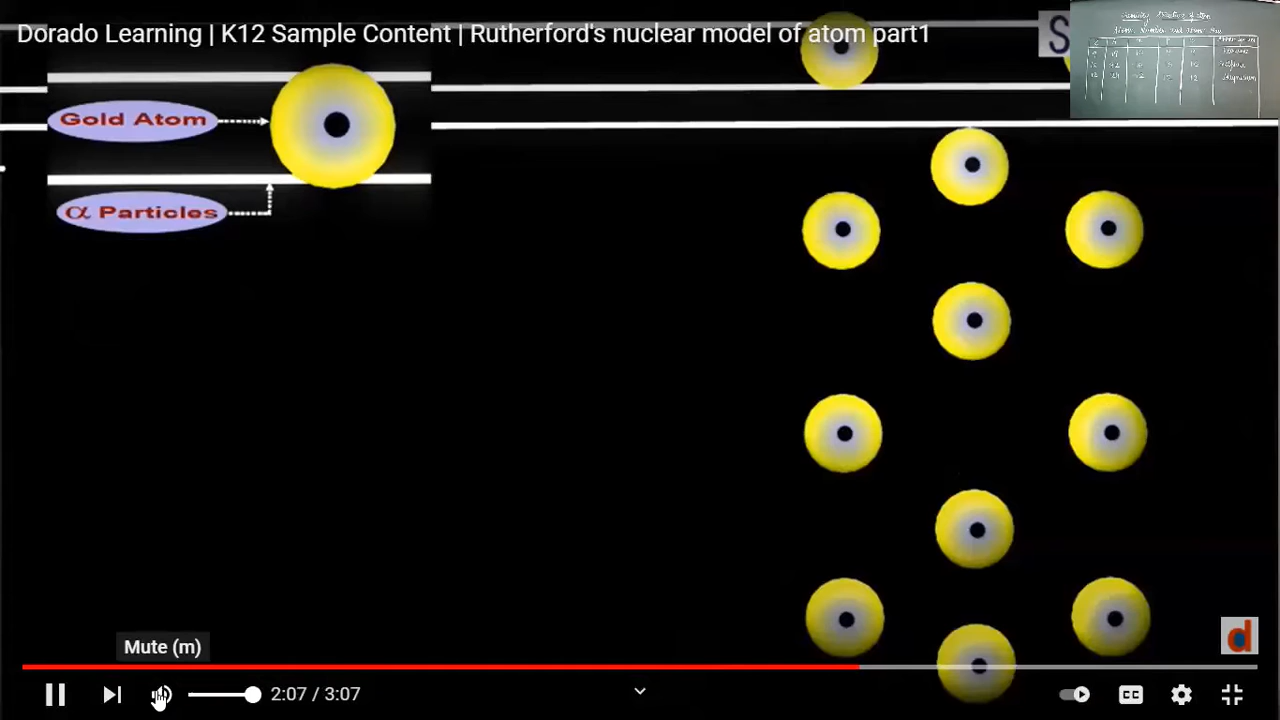 Dorado Learning | K12 Sample Content | Rutherford's nuclear model of atom part1
S
Gold Atom
α Particles
d
Mute (m)
2:07 / 3:07
CC